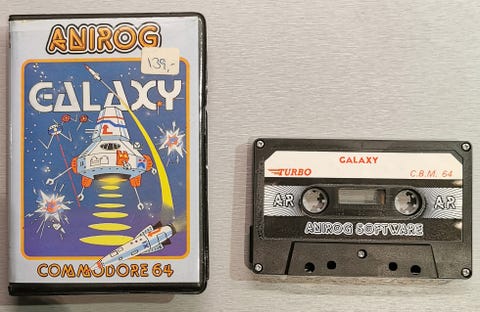 ANIROG
139,-
GALAXY
COMMODORE 64
GALAXY
TURBO
C.B.M. 64
AR
AR
ANIROG SOFTWARE